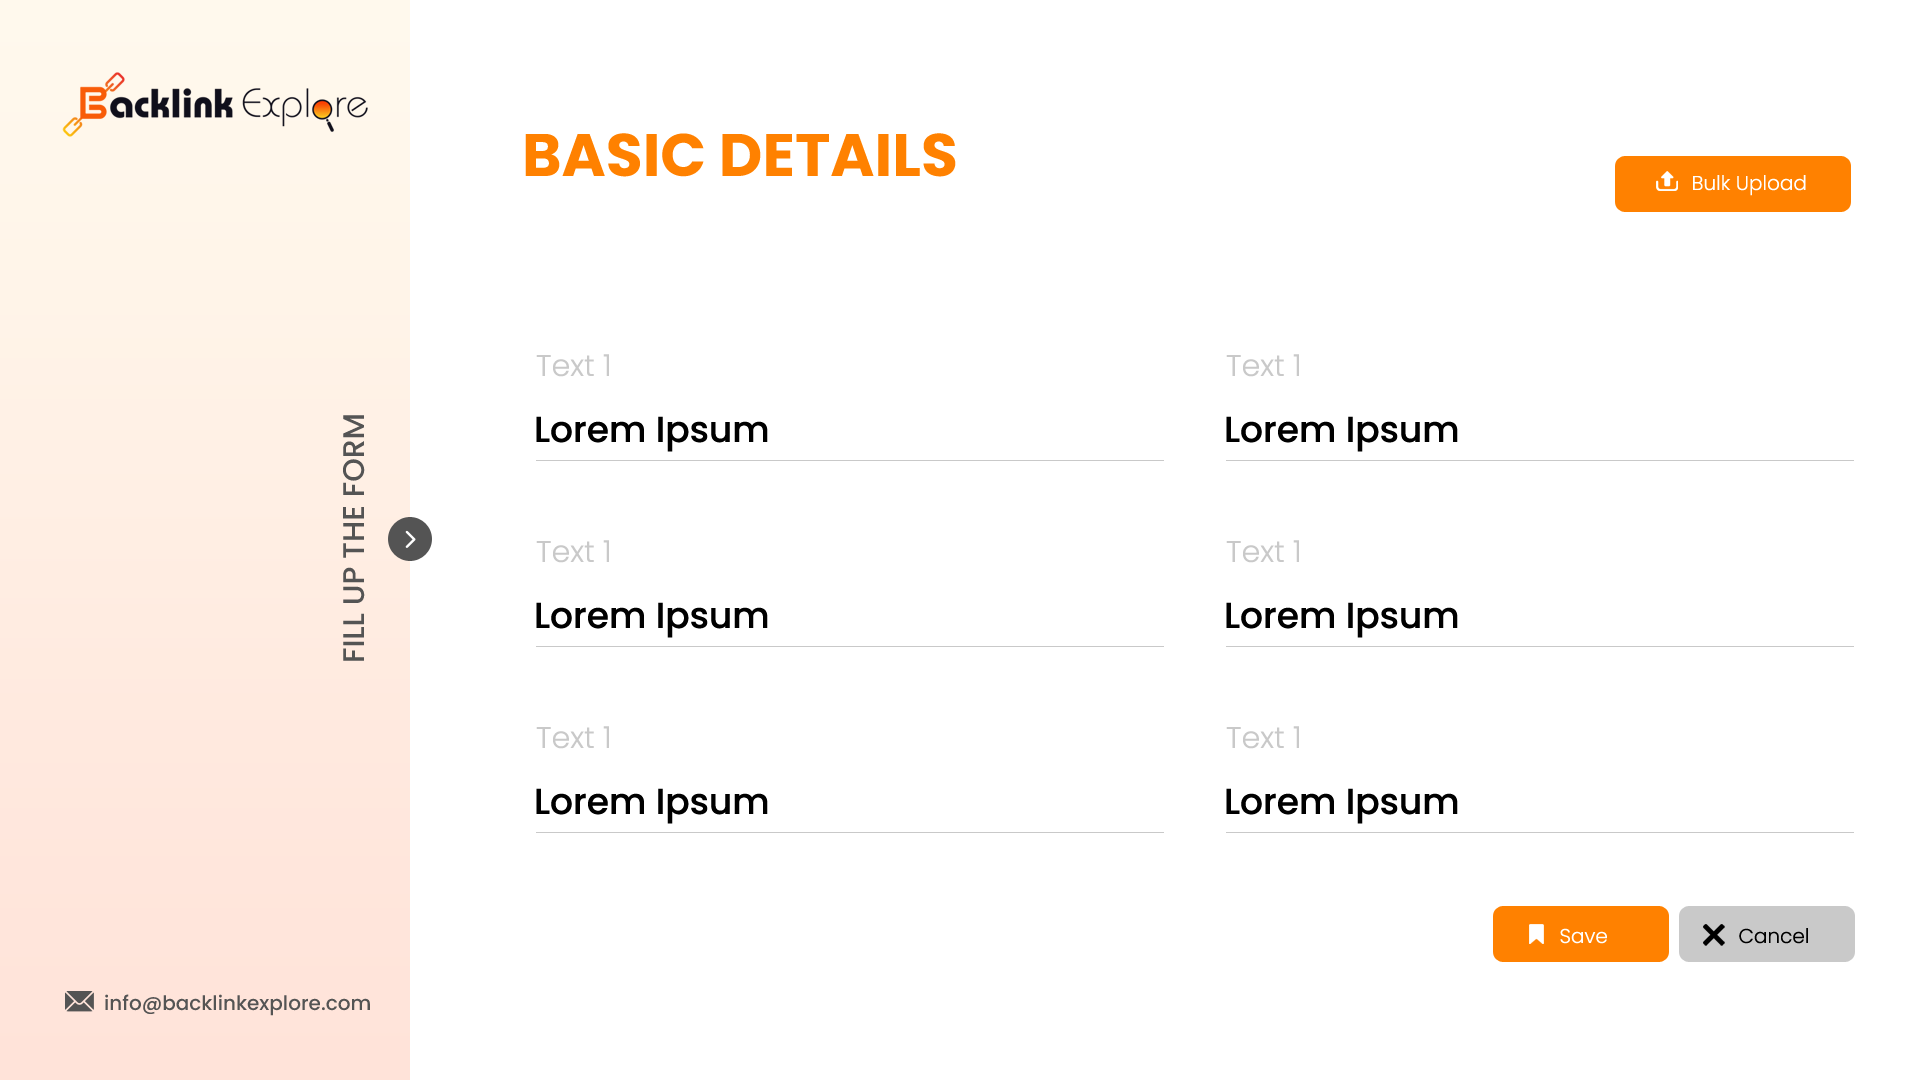 Backlink Explore
BASIC DETAILS
Bulk Upload
Text 1
Lorem Ipsum
Text 1
Lorem Ipsum
Text 1
Lorem Ipsum
Text 1
Lorem Ipsum
Text 1
Lorem Ipsum
Text 1
Lorem Ipsum
FILL UP THE FORM
Save
Cancel
info@backlinkexplore.com